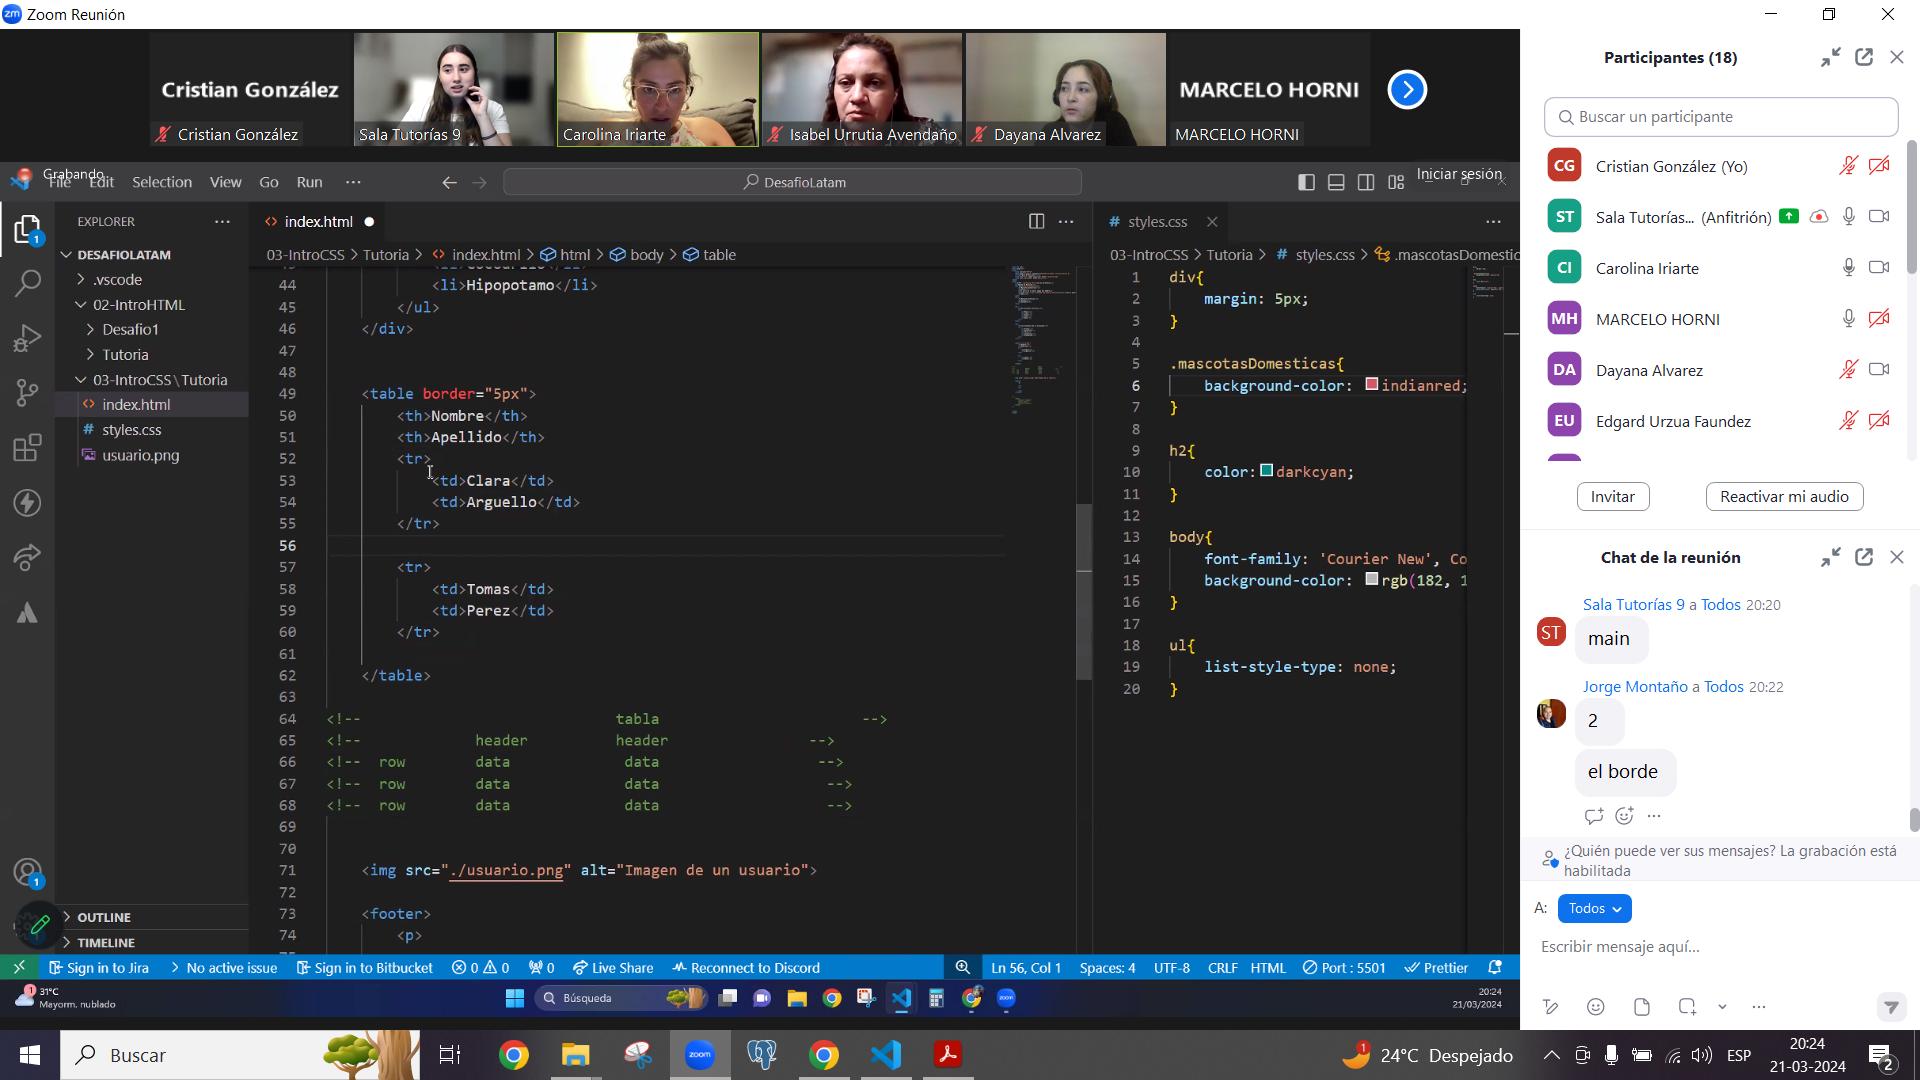 zm Zoom Reunión
Cristian González
Cristian González
Sala Tutorías 9
Carolina Iriarte
Isabel Urrutia Avendaño
Dayana Alvarez
MARCELO HORNI
MARCELO HORNI
Grabando
File Edit Selection View Go Run ···
DesafioLatam
Iniciar sesión
EXPLORER ···
DESAFIOLATAM
.vscode
02-IntroHTML
Desafio1
Tutoria
03-IntroCSS\Tutoria
index.html
styles.css
usuario.png
OUTLINE
TIMELINE
index.html
03-IntroCSS > Tutoria > index.html > html > body > table
44 <li>Hipopotamo</li>
45 </ul>
46 </div>
47
48
49 <table border="5px">
50 <th>Nombre</th>
51 <th>Apellido</th>
52 <tr>
53 <td>Clara</td>
54 <td>Arguello</td>
55 </tr>
56
57 <tr>
58 <td>Tomas</td>
59 <td>Perez</td>
60 </tr>
61
62 </table>
63
64 <!-- tabla -->
65 <!-- header header -->
66 <!-- row data data -->
67 <!-- row data data -->
68 <!-- row data data -->
69
70
71 <img src="./usuario.png" alt="Imagen de un usuario">
72
73 <footer>
74 <p>
# styles.css
03-IntroCSS > Tutoria > # styles.css > .mascotasDomestic
1 div{
2 margin: 5px;
3 }
4
5 .mascotasDomesticas{
6 background-color: indianred;
7 }
8
9 h2{
10 color: darkcyan;
11 }
12
13 body{
14 font-family: 'Courier New', Co
15 background-color: rgb(182, 1
16 }
17
18 ul{
19 list-style-type: none;
20 }
Sign in to Jira > No active issue Sign in to Bitbucket 0 0 0 Live Share Reconnect to Discord Ln 56, Col 1 Spaces: 4 UTF-8 CRLF HTML Port : 5501 Prettier
1 31°C
Mayorm. nublado
Búsqueda
20:24
21/03/2024
Participantes (18)
Buscar un participante
CG Cristian González (Yo)
ST Sala Tutorías... (Anfitrión)
CI Carolina Iriarte
MH MARCELO HORNI
DA Dayana Alvarez
EU Edgard Urzua Faundez
Invitar
Reactivar mi audio
Chat de la reunión
Sala Tutorías 9 a Todos 20:20
ST main
Jorge Montaño a Todos 20:22
2
el borde
¿Quién puede ver sus mensajes? La grabación está habilitada
A: Todos
Escribir mensaje aquí...
Buscar
zoom
1 24°C Despejado
ESP
20:24
21-03-2024
2